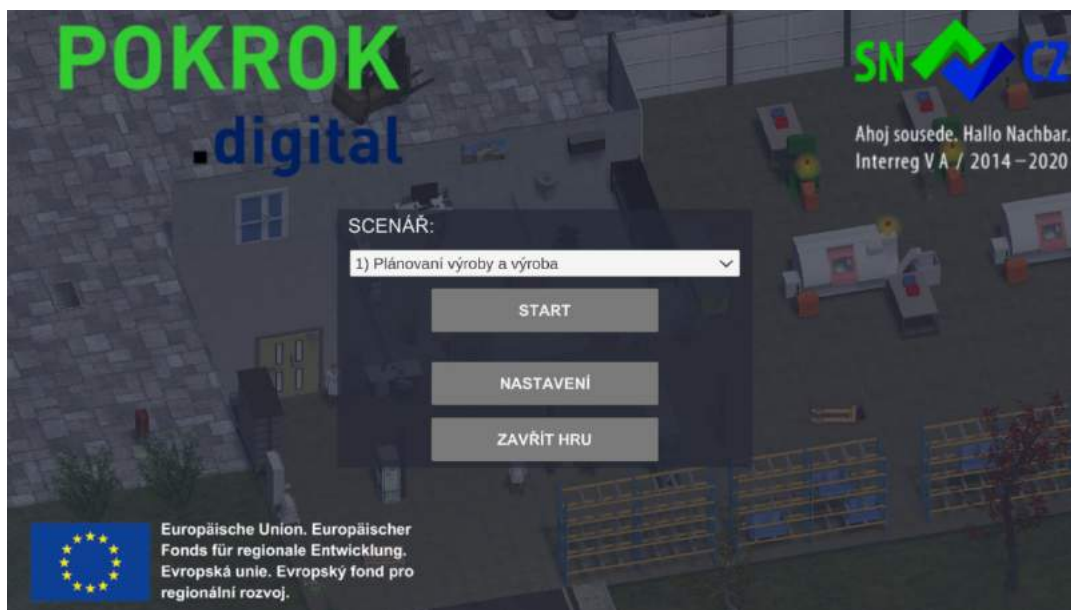 POKROK
.digital
SN CZ
Ahoj sousede. Hallo Nachbar.
Interreg V A / 2014 – 2020
SCENÁŘ:
1) Plánovaní výroby a výroba
START
NASTAVENÍ
ZAVŘÍT HRU
Europäische Union. Europäischer
Fonds für regionale Entwicklung.
Evropská unie. Evropský fond pro
regionální rozvoj.